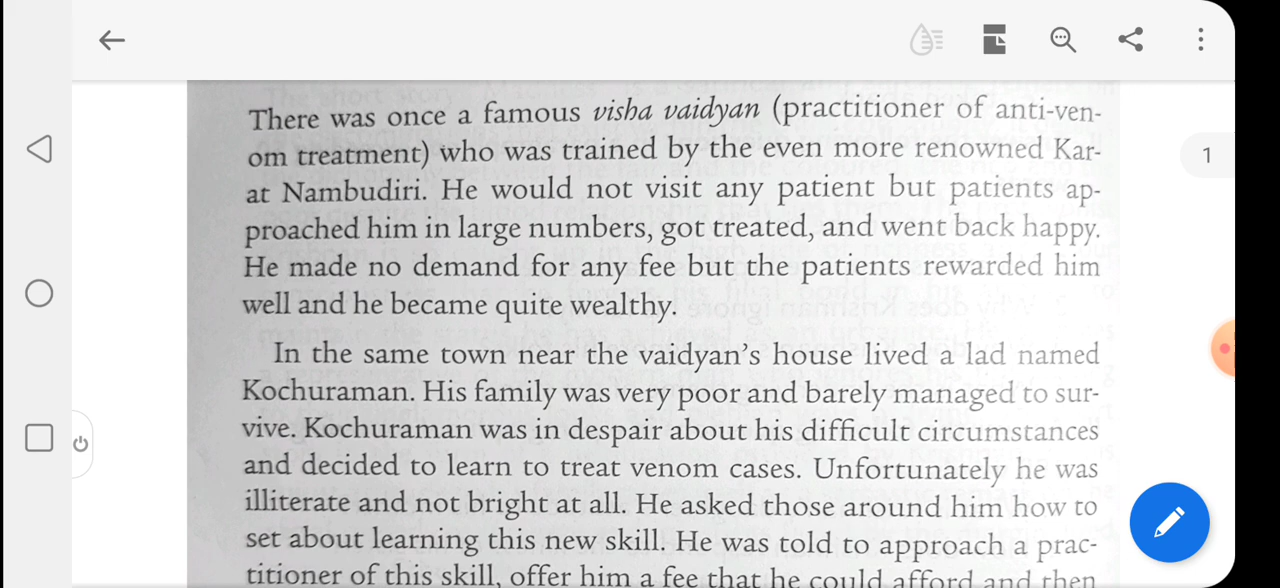 1
There was once a famous visha vaidyan (practitioner of anti-ven-
om treatment) who was trained by the even more renowned Kar-
at Nambudiri. He would not visit any patient but patients ap-
proached him in large numbers, got treated, and went back happy.
He made no demand for any fee but the patients rewarded him
well and he became quite wealthy.
In the same town near the vaidyan's house lived a lad named
Kochuraman. His family was very poor and barely managed to sur-
vive. Kochuraman was in despair about his difficult circumstances
and decided to learn to treat venom cases. Unfortunately he was
illiterate and not bright at all. He asked those around him how to
set about learning this new skill. He was told to approach a prac-
titioner of this skill, offer him a fee that he could afford and then